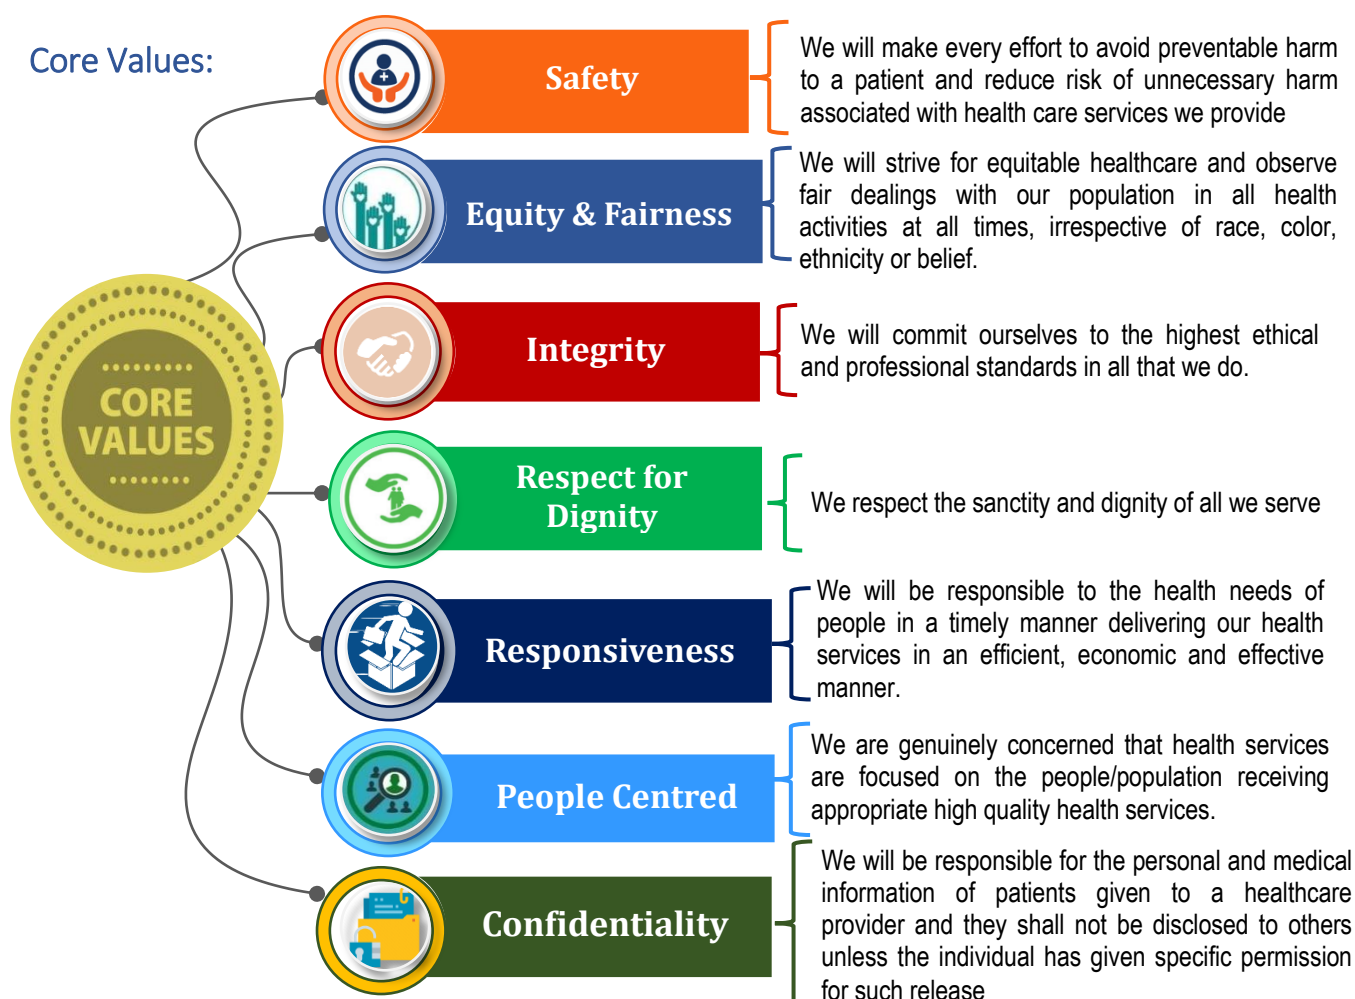 Core Values:
CORE
VALUES
Safety
We will make every effort to avoid preventable harm
to a patient and reduce risk of unnecessary harm
associated with health care services we provide
Equity & Fairness
We will strive for equitable healthcare and observe
fair dealings with our population in all health
activities at all times, irrespective of race, color,
ethnicity or belief.
Integrity
We will commit ourselves to the highest ethical
and professional standards in all that we do.
Respect for
Dignity
We respect the sanctity and dignity of all we serve
Responsiveness
We will be responsible to the health needs of
people in a timely manner delivering our health
services in an efficient, economic and effective
manner.
People Centred
We are genuinely concerned that health services
are focused on the people/population receiving
appropriate high quality health services.
Confidentiality
We will be responsible for the personal and medical
information of patients given to a healthcare
provider and they shall not be disclosed to others
unless the individual has given specific permission
for such release